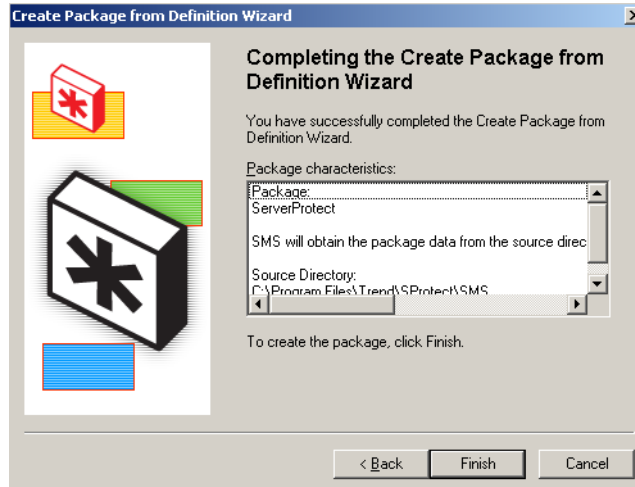 Create Package from Definition Wizard
Completing the Create Package from
Definition Wizard
You have successfully completed the Create Package from
Definition Wizard.
Package characteristics:
Package:
ServerProtect
SMS will obtain the package data from the source direc
Source Directory:
C:\Program Files\Trend\SProtect\SMS
To create the package, click Finish.
< Back
Finish
Cancel